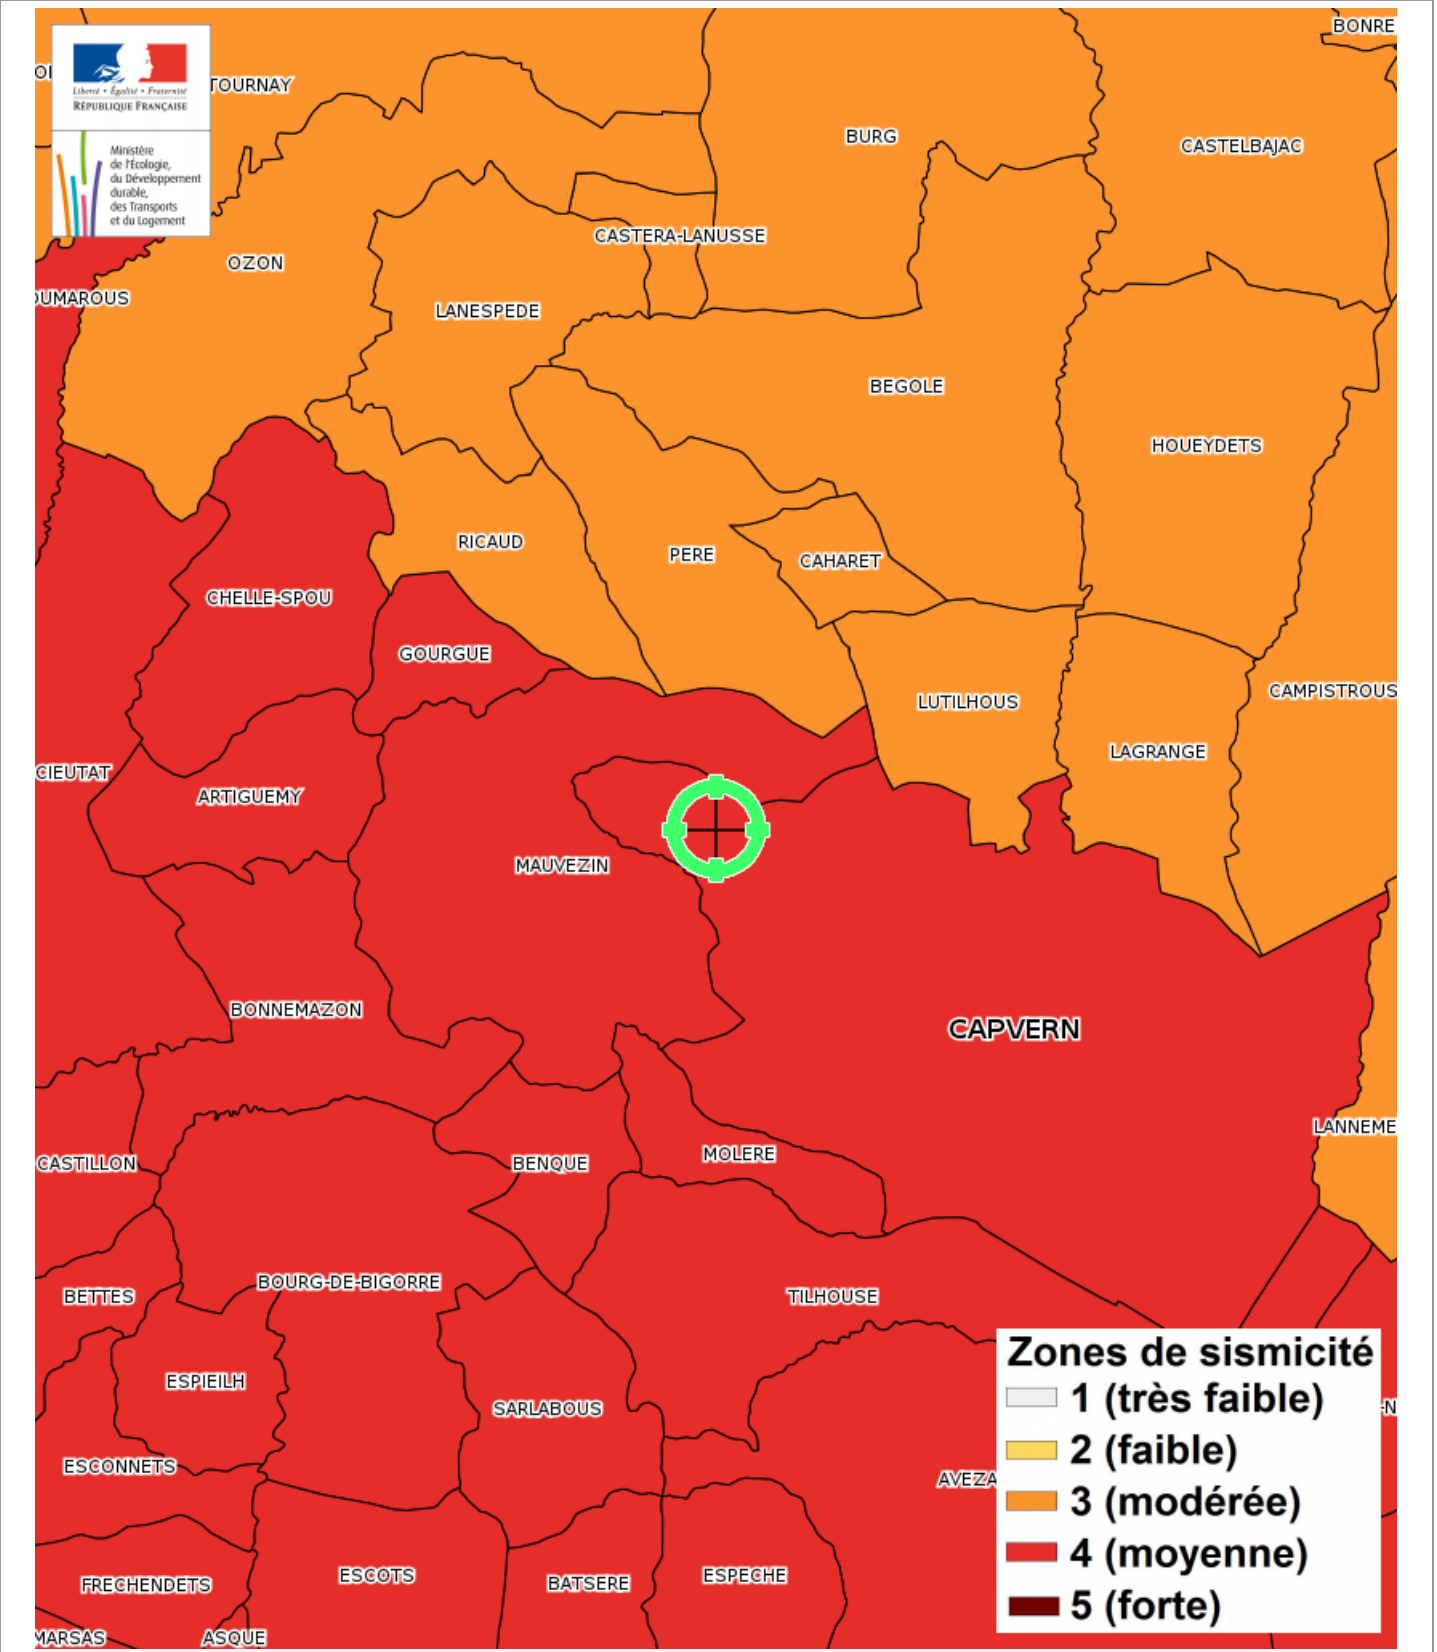 BONRE
TOURNAY
Liberté • Égalité • Fraternité
RÉPUBLIQUE FRANÇAISE
BURG
CASTELBAJAC
Ministère
de l'Écologie,
du Développement
durable,
des Transports
et du Logement
CASTERA-LANUSSE
OZON
OUMAROUS
LANESPEDE
BEGOLE
HOUEYDETS
RICAUD
PERE
CAHARET
CHELLE-SPOU
GOURGUE
CAMPISTROUS
LUTILHOUS
LAGRANGE
CIEUTAT
ARTIGUEMY
MAUVEZIN
BONNEMAZON
CAPVERN
LANNEME
CASTILLON
BENQUE
MOLERE
BOURG-DE-BIGORRE
BETTES
TILHOUSE
ESPIEILH
SARLABOUS
-N
ESCONNETS
AVEZA
FRECHENDETS
ESCOTS
BATSERE
ESPECHE
MARSAS
ASQUE
Zones de sismicité
1 (très faible)
2 (faible)
3 (modérée)
4 (moyenne)
5 (forte)